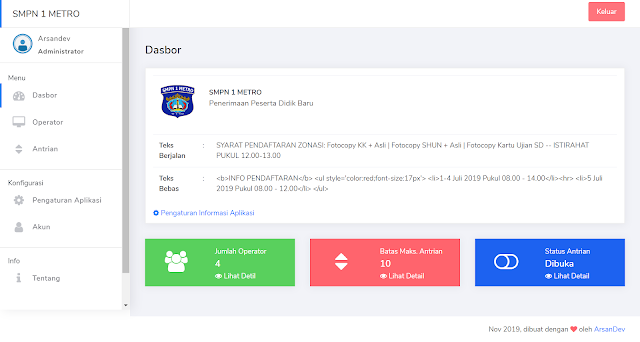 SMPN 1 METRO
Keluar
Arsandev
Administrator
Menu
Dasbor
Operator
Antrian
Konfigurasi
Pengaturan Aplikasi
Akun
Info
Tentang
Dasbor
SMPN 1 METRO
SMPN 1 METRO
Penerimaan Peserta Didik Baru
Teks Berjalan : SYARAT PENDAFTARAN ZONASI: Fotocopy KK + Asli | Fotocopy SHUN + Asli | Fotocopy Kartu Ujian SD -- ISTIRAHAT
PUKUL 12.00-13.00
Teks Bebas : <b>INFO PENDAFTARAN</b> <ul style='color:red;font-size:17px'> <li>1-4 Juli 2019 Pukul 08.00 - 14.00</li><hr> <li>5 Juli
2019 Pukul 08.00 - 12.00</li> </ul>
Pengaturan Informasi Aplikasi
Jumlah Operator
4
Lihat Detil
Batas Maks. Antrian
10
Lihat Detail
Status Antrian
Dibuka
Lihat Detail
Nov 2019, dibuat dengan ❤ oleh ArsanDev